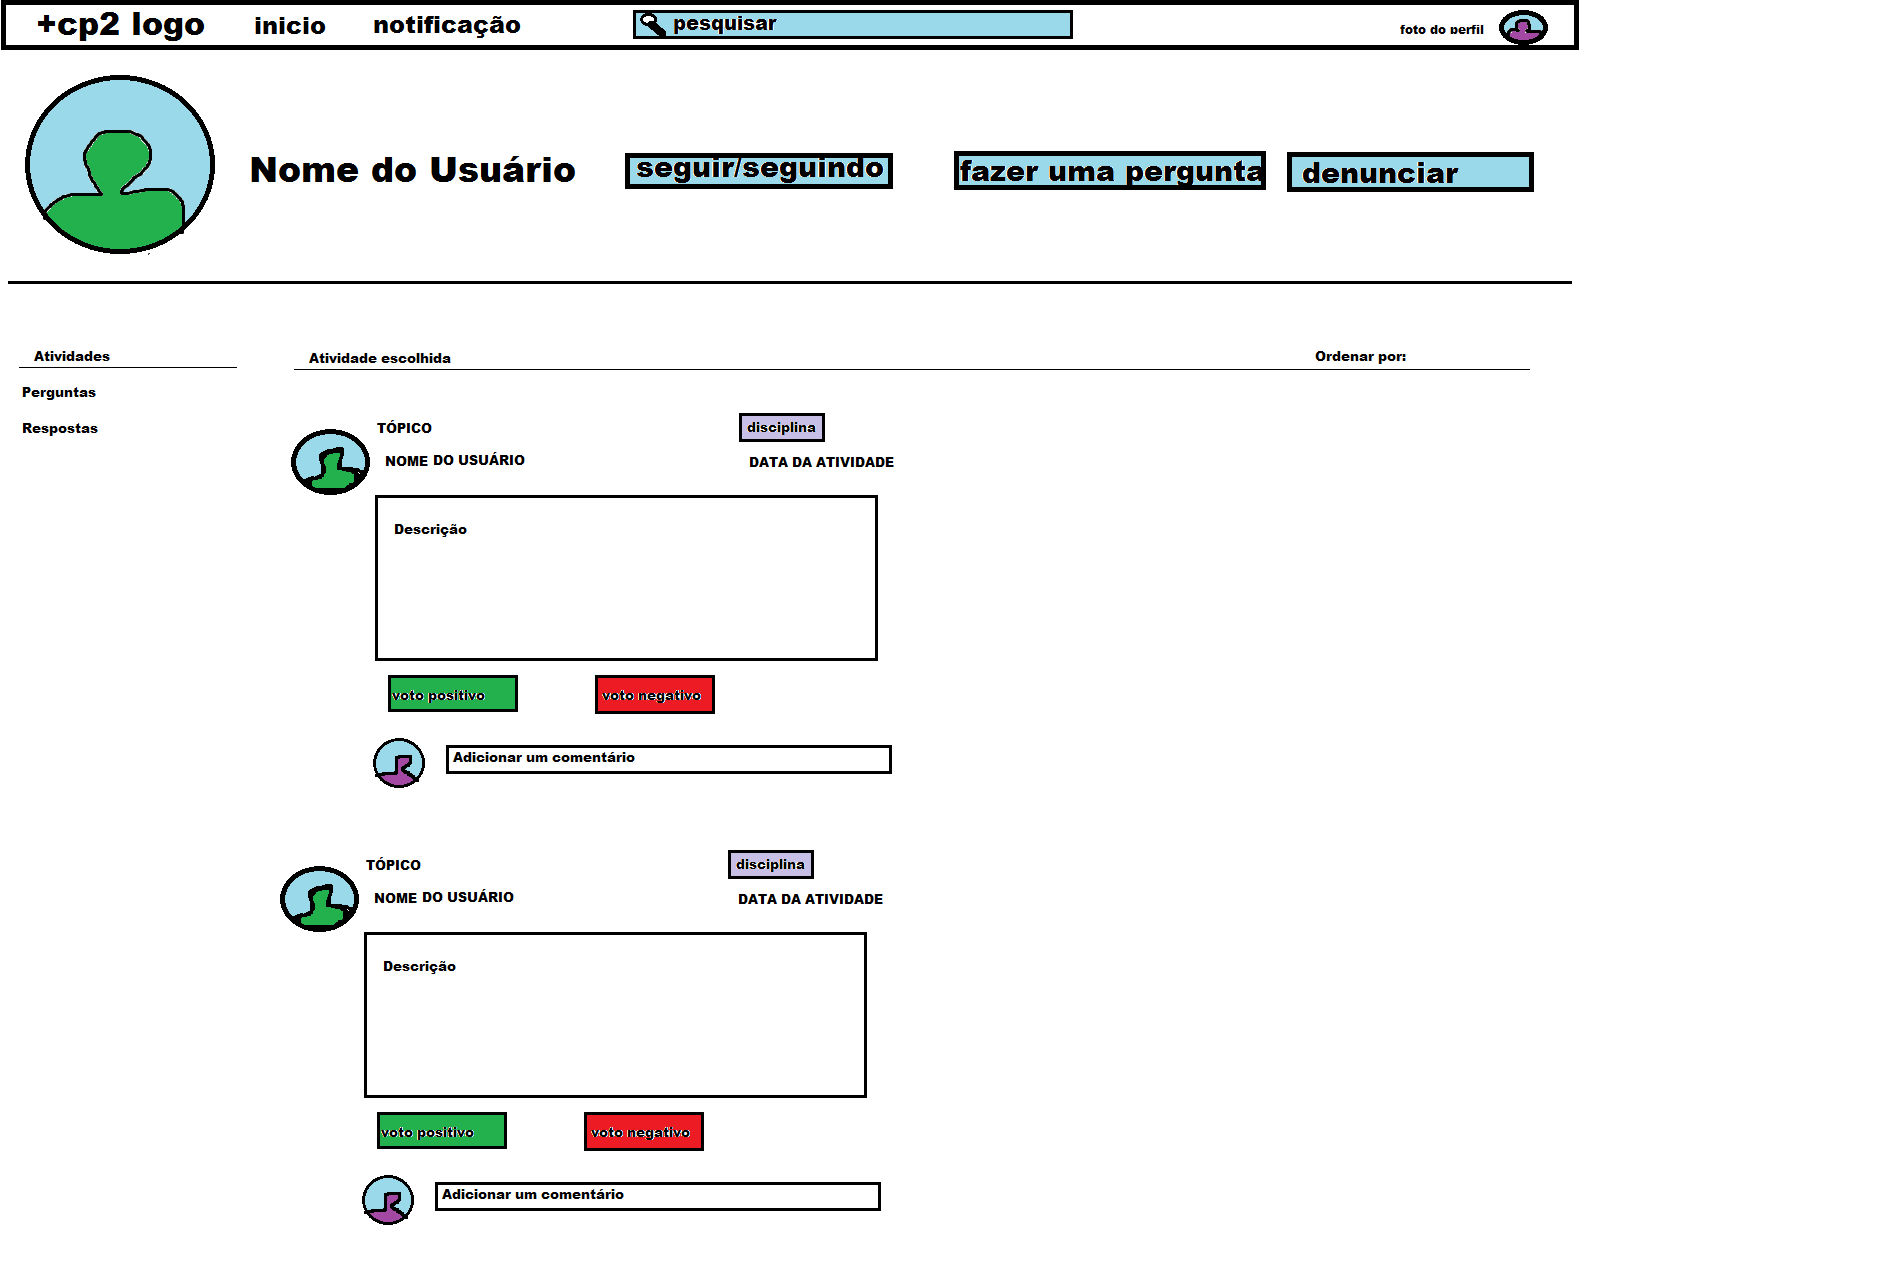 +cp2 logo inicio notificação pesquisar foto do perfil
Nome do Usuário seguir/seguindo fazer uma pergunta denunciar
Atividades
Perguntas
Respostas
Atividade escolhida Ordenar por:
TÓPICO disciplina
NOME DO USUÁRIO DATA DA ATIVIDADE
Descrição
voto positivo voto negativo
Adicionar um comentário
TÓPICO disciplina
NOME DO USUÁRIO DATA DA ATIVIDADE
Descrição
voto positivo voto negativo
Adicionar um comentário